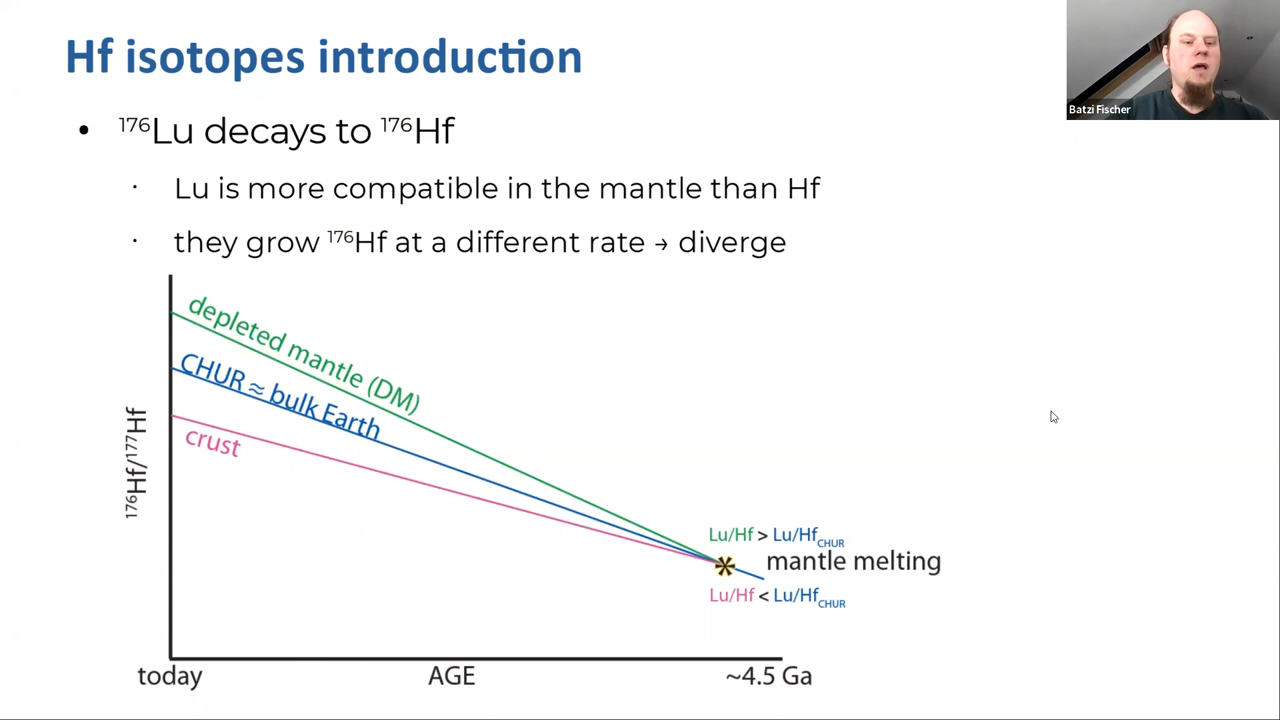 Hf isotopes introduction
Batzi Fischer
• ¹⁷⁶Lu decays to ¹⁷⁶Hf
· Lu is more compatible in the mantle than Hf
· they grow ¹⁷⁶Hf at a different rate → diverge
depleted mantle (DM)
CHUR ≈ bulk Earth
crust
¹⁷⁶Hf/¹⁷⁷Hf
Lu/Hf > Lu/HfCHUR
mantle melting
Lu/Hf < Lu/HfCHUR
today AGE ~4.5 Ga